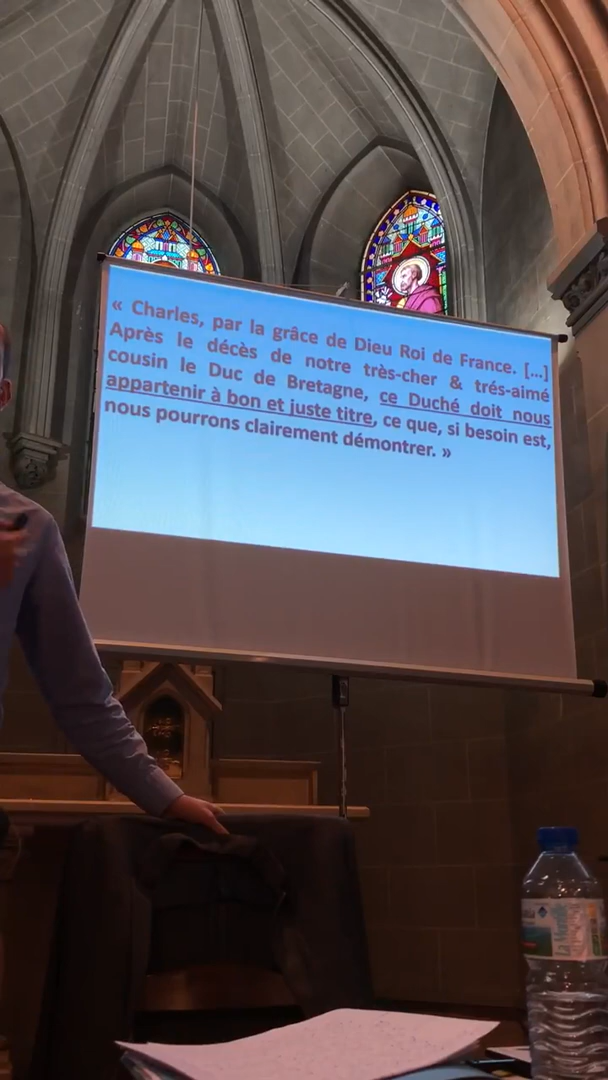 « Charles, par la grâce de Dieu Roi de France. [...]
Après le décès de notre très-cher & trés-aimé
cousin le Duc de Bretagne, ce Duché doit nous
appartenir à bon et juste titre, ce que, si besoin est,
nous pourrons clairement démontrer. »